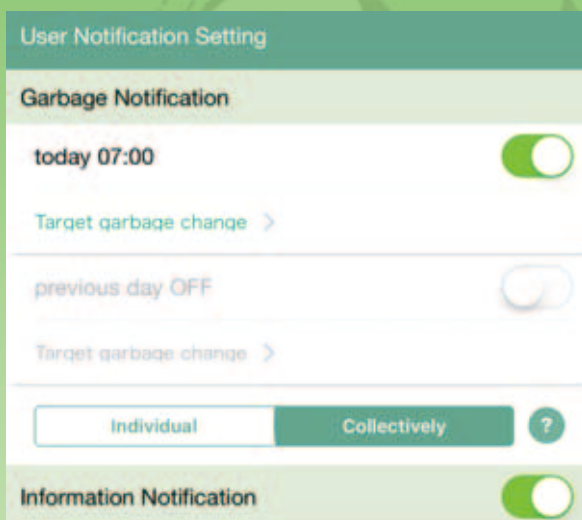 User Notification Setting
Garbage Notification
today 07:00
Target garbage change >
previous day OFF
Target garbage change >
Individual
Collectively
?
Information Notification